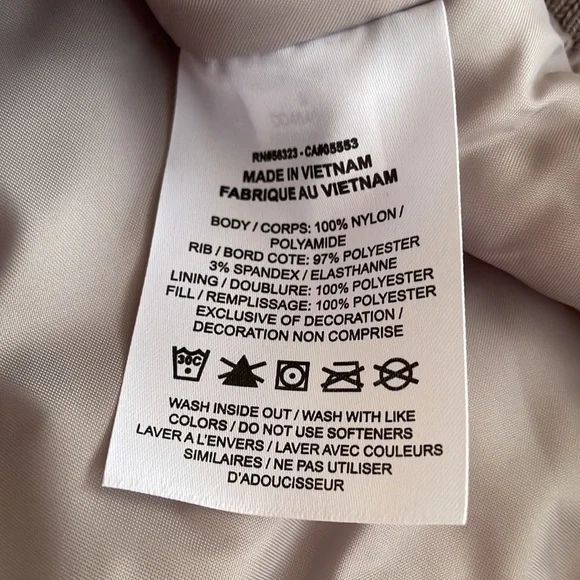 RN#56323 - CA#05553
MADE IN VIETNAM
FABRIQUE AU VIETNAM
BODY / CORPS: 100% NYLON /
POLYAMIDE
RIB / BORD COTE: 97% POLYESTER
3% SPANDEX / ELASTHANNE
LINING / DOUBLURE: 100% POLYESTER
FILL / REMPLISSAGE: 100% POLYESTER
EXCLUSIVE OF DECORATION /
DECORATION NON COMPRISE
30C
WASH INSIDE OUT / WASH WITH LIKE
COLORS / DO NOT USE SOFTENERS
LAVER A L'ENVERS / LAVER AVEC COULEURS
SIMILAIRES / NE PAS UTILISER
D'ADOUCISSEUR